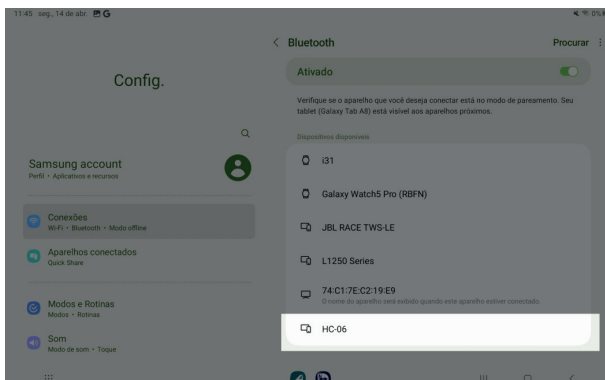 11:45 seg., 14 de abr. G
0%
Config.
Samsung account
Perfil • Aplicativos e recursos
Conexões
Wi-Fi • Bluetooth • Modo offline
Aparelhos conectados
Quick Share
Modos e Rotinas
Modos • Rotinas
Som
Modo de som • Toque
Bluetooth
Procurar
Ativado
Verifique se o aparelho que você deseja conectar está no modo de pareamento. Seu
tablet (Galaxy Tab A8) está visível aos aparelhos próximos.
Dispositivos disponíveis
i31
Galaxy Watch5 Pro (RBFN)
JBL RACE TWS-LE
L1250 Series
74:C1:7E:C2:19:E9
O nome do aparelho será exibido quando este aparelho estiver conectado.
HC-06